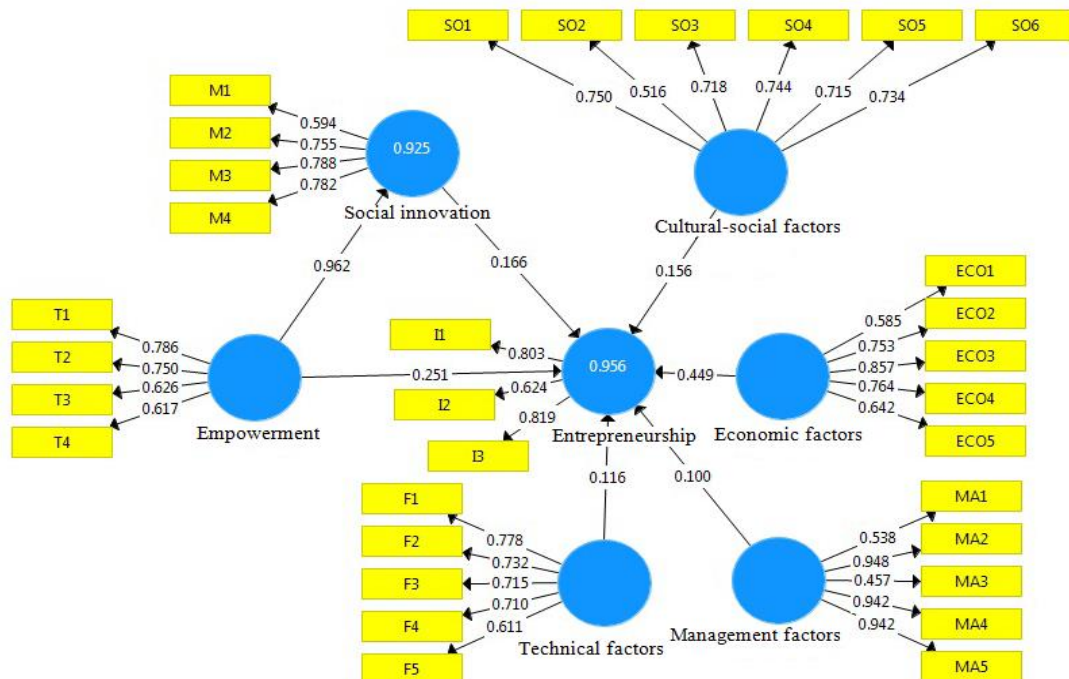 SO1
SO2
SO3
SO4
SO5
SO6
0.750
0.516
0.718
0.744
0.715
0.734
Cultural-social factors
0.156
M1
M2
M3
M4
0.594
0.755
0.788
0.782
0.925
Social innovation
0.962
0.166
T1
T2
T3
T4
0.786
0.750
0.626
0.617
Empowerment
0.251
I1
I2
I3
0.803
0.624
0.819
0.956
Entrepreneurship
0.449
Economic factors
0.585
0.753
0.857
0.764
0.642
ECO1
ECO2
ECO3
ECO4
ECO5
0.116
0.100
F1
F2
F3
F4
F5
0.778
0.732
0.715
0.710
0.611
Technical factors
Management factors
0.538
0.948
0.457
0.942
0.942
MA1
MA2
MA3
MA4
MA5